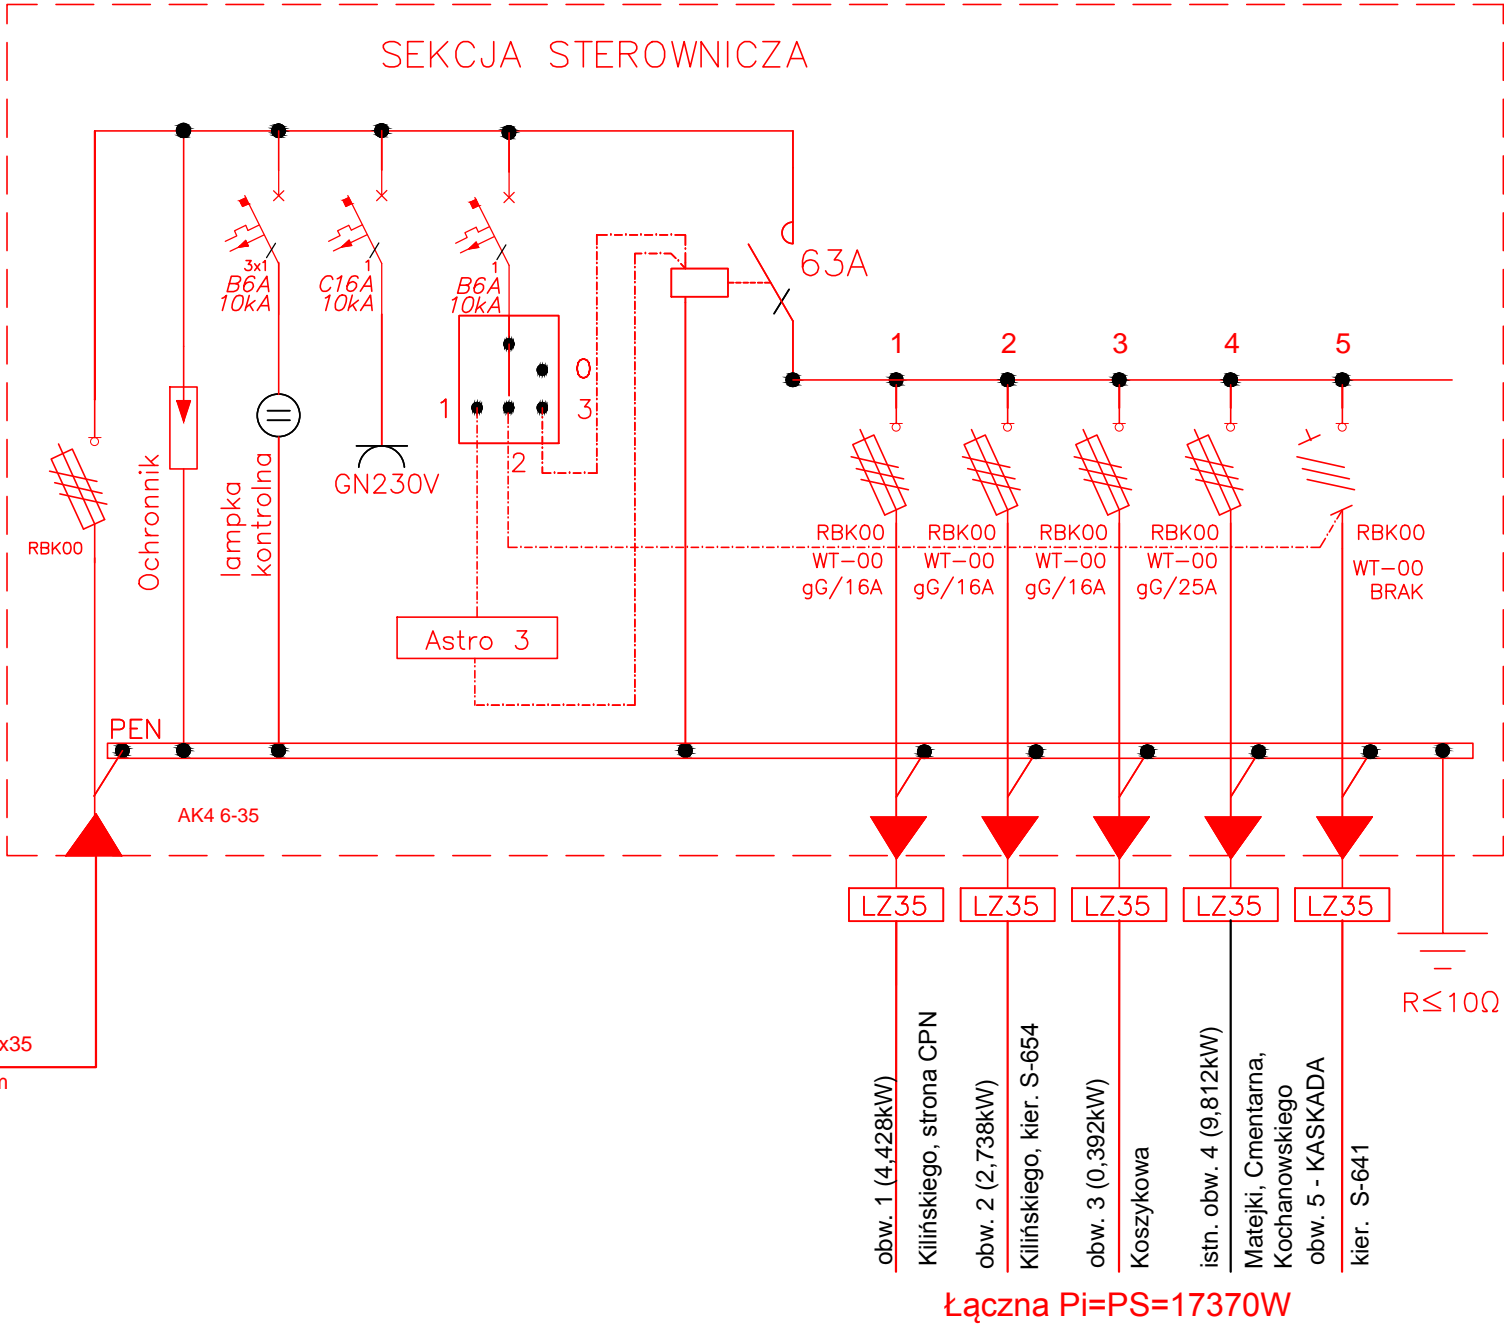 SEKCJA STEROWNICZA
63A
3x1
B6A
10kA
1
C16A
10kA
1
B6A
10kA
0
1
3
2
1
2
3
4
5
RBK00
Ochronnik
lampka
kontrolna
GN230V
RBK00
WT-00
gG/16A
RBK00
WT-00
gG/16A
RBK00
WT-00
gG/16A
RBK00
WT-00
gG/25A
RBK00
WT-00
BRAK
Astro 3
PEN
AK4 6-35
LZ35
LZ35
LZ35
LZ35
LZ35
R≤10Ω
x35
obw. 1 (4,428kW)
Kilińskiego, strona CPN
obw. 2 (2,738kW)
Kilińskiego, kier. S-654
obw. 3 (0,392kW)
Koszykowa
istn. obw. 4 (9,812kW)
Matejki, Cmentarna,
Kochanowskiego
obw. 5 - KASKADA
kier. S-641
Łączna Pi=PS=17370W